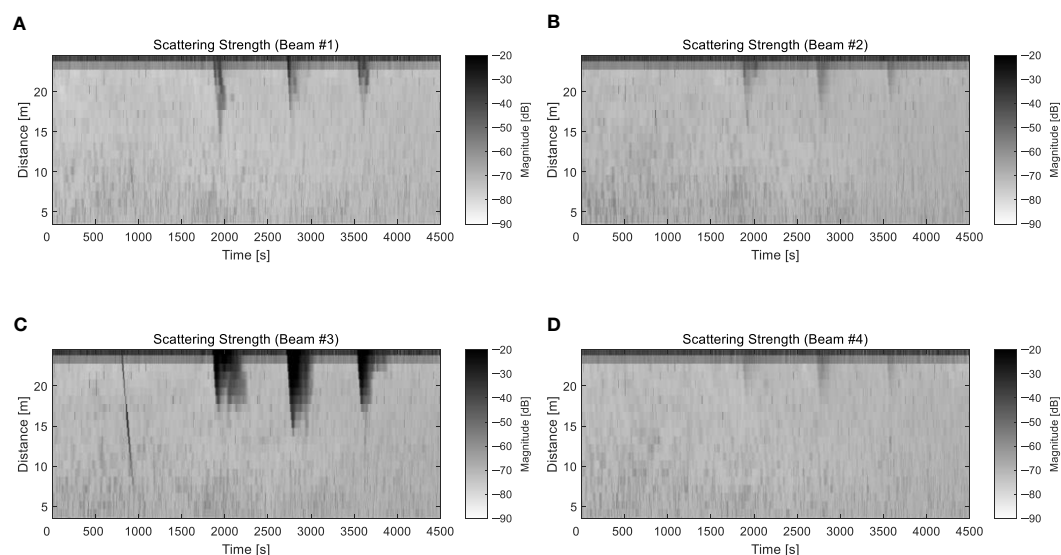 A
Scattering Strength (Beam #1)
Distance [m]
20
15
10
5
0 500 1000 1500 2000 2500 3000 3500 4000 4500
Time [s]
−20
−30
−40
−50
−60
−70
−80
−90
Magnitude [dB]
B
Scattering Strength (Beam #2)
Distance [m]
20
15
10
5
0 500 1000 1500 2000 2500 3000 3500 4000 4500
Time [s]
−20
−30
−40
−50
−60
−70
−80
−90
Magnitude [dB]
C
Scattering Strength (Beam #3)
Distance [m]
20
15
10
5
0 500 1000 1500 2000 2500 3000 3500 4000 4500
Time [s]
−20
−30
−40
−50
−60
−70
−80
−90
Magnitude [dB]
D
Scattering Strength (Beam #4)
Distance [m]
20
15
10
5
0 500 1000 1500 2000 2500 3000 3500 4000 4500
Time [s]
−20
−30
−40
−50
−60
−70
−80
−90
Magnitude [dB]